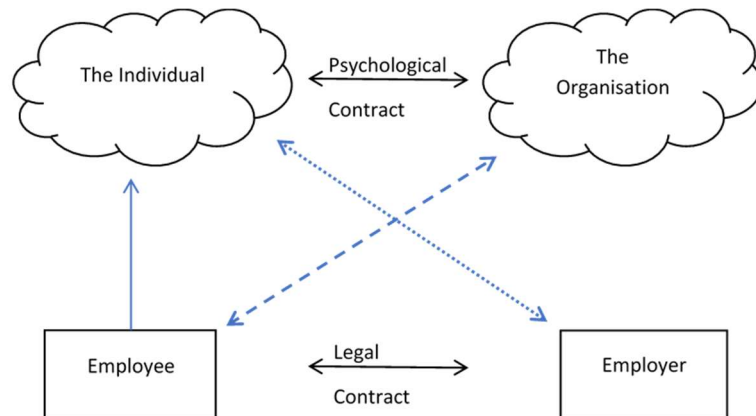 The Individual
Psychological
Contract
The
Organisation
Employee
Legal
Contract
Employer